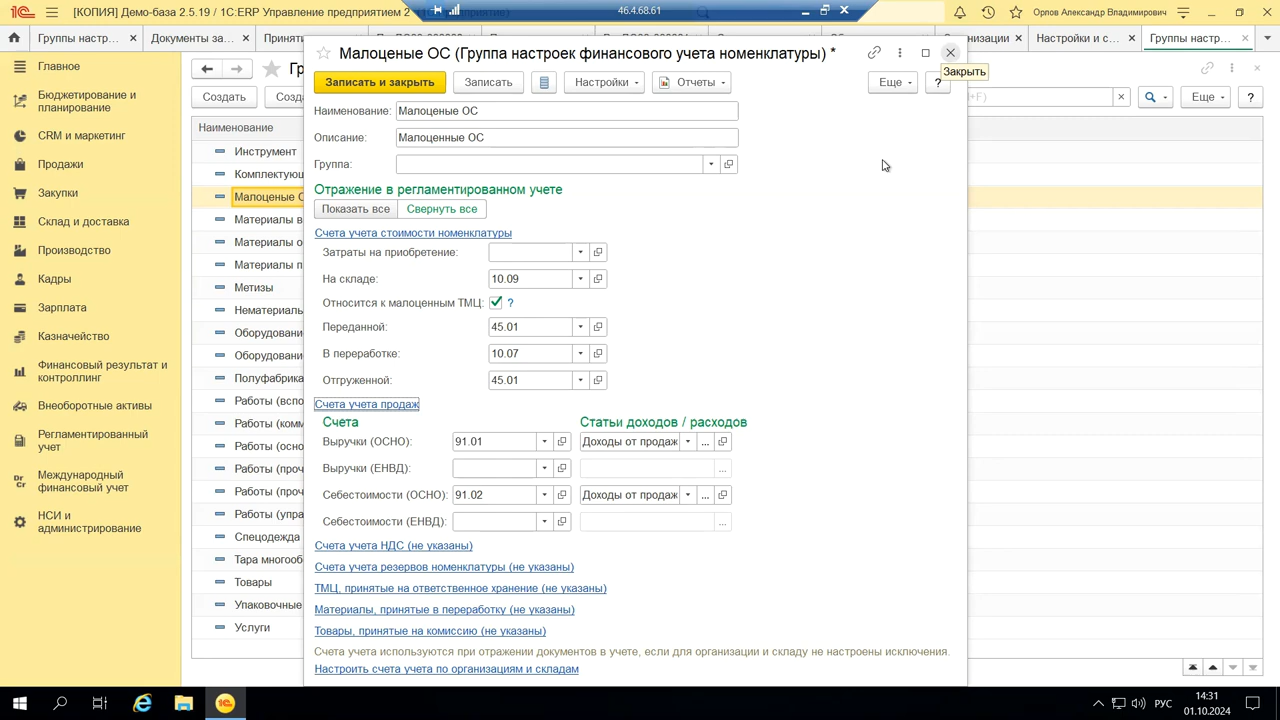 [КОПИЯ] Демо-база 2.5.19 / 1С:ERP Управление предприятием 2
46.4.68.61
Орлов Александр Владимирович
Группы настр...
Документы за...
Группы настр...
Главное
Бюджетирование и
планирование
CRM и маркетинг
Продажи
Закупки
Склад и доставка
Производство
Кадры
Зарплата
Казначейство
Финансовый результат и
контроллинг
Внеоборотные активы
Регламентированный
учет
Международный
финансовый учет
НСИ и
администрирование
Создать
Наименование
Инструмент
Метизы
Спецодежда
Товары
Упаковочные
Услуги
Малоценые ОС (Группа настроек финансового учета номенклатуры) *
Закрыть
Записать и закрыть
Записать
Настройки
Отчеты
Еще
?
Еще
?
Наименование: Малоценые ОС
Описание: Малоценные ОС
Группа:
Отражение в регламентированном учете
Показать все
Свернуть все
Счета учета стоимости номенклатуры
Затраты на приобретение:
На складе: 10.09
Относится к малоценным ТМЦ: ?
Переданной: 45.01
В переработке: 10.07
Отгруженной: 45.01
Счета учета продаж
Счета Статьи доходов / расходов
Выручки (ОСНО): 91.01 Доходы от продаж ...
Выручки (ЕНВД): ...
Себестоимости (ОСНО): 91.02 Доходы от продаж ...
Себестоимости (ЕНВД): ...
Счета учета НДС (не указаны)
Счета учета резервов номенклатуры (не указаны)
ТМЦ, принятые на ответственное хранение (не указаны)
Материалы, принятые в переработку (не указаны)
Товары, принятые на комиссию (не указаны)
Счета учета используются при отражении документов в учете, если для организации и складу не настроены исключения.
Настроить счета учета по организациям и складам
РУС
14:31
01.10.2024